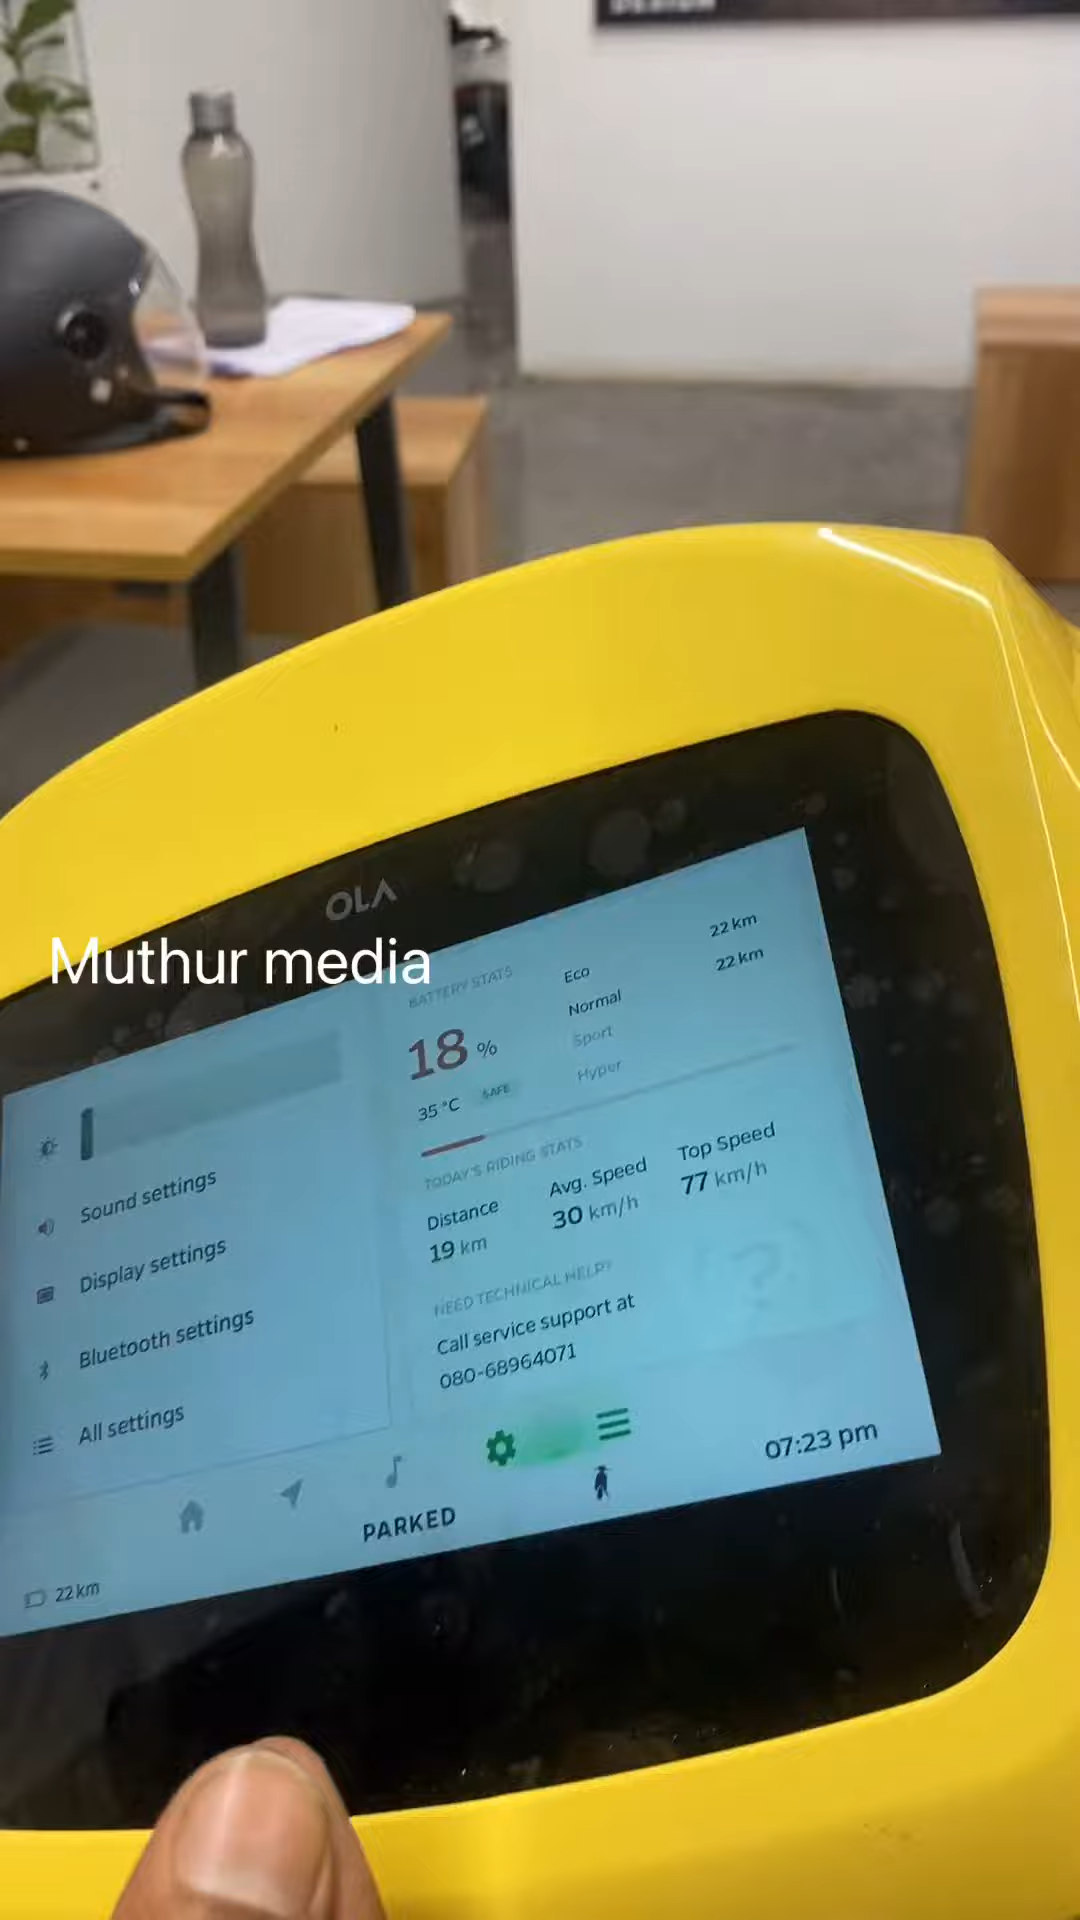 DESIGN
OLA
Muthur media
BATTERY STATS
18 %
35 °C SAFE
Eco 22 km
Normal 22 km
Sport
Hyper
TODAY'S RIDING STATS
Distance
19 km
Avg. Speed
30 km/h
Top Speed
77 km/h
NEED TECHNICAL HELP?
Call service support at
080-68964071
?
Sound settings
Display settings
Bluetooth settings
All settings
22 km
PARKED
07:23 pm